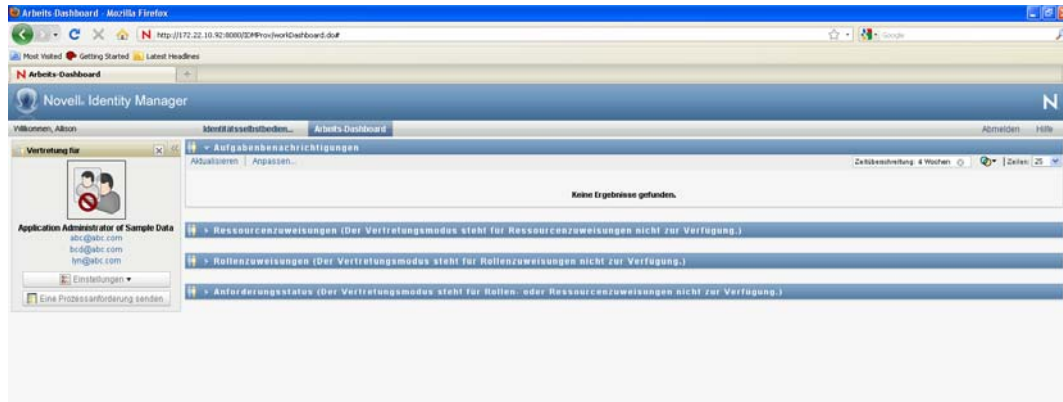 Arbeits-Dashboard - Mozilla Firefox
N http://172.22.10.92:8080/IDMProv/workDashboard.do#
Google
Most Visited Getting Started Latest Headlines
N Arbeits-Dashboard
Novell® Identity Manager N
Willkommen, Allison Identitätsselbstbedien... Arbeits-Dashboard Abmelden Hilfe
Vertretung für
Aufgabenbenachrichtigungen
Aktualisieren | Anpassen...
Zeitüberschreitung: 4 Wochen Zeilen: 25
Keine Ergebnisse gefunden.
Application Administrator of Sample Data
abc@abc.com
bcd@abc.com
lyn@abc.com
Einstellungen
Eine Prozessanforderung senden
Ressourcenzuweisungen (Der Vertretungsmodus steht für Ressourcenzuweisungen nicht zur Verfügung.)
Rollenzuweisungen (Der Vertretungsmodus steht für Rollenzuweisungen nicht zur Verfügung.)
Anforderungsstatus (Der Vertretungsmodus steht für Rollen- oder Ressourcenzuweisungen nicht zur Verfügung.)